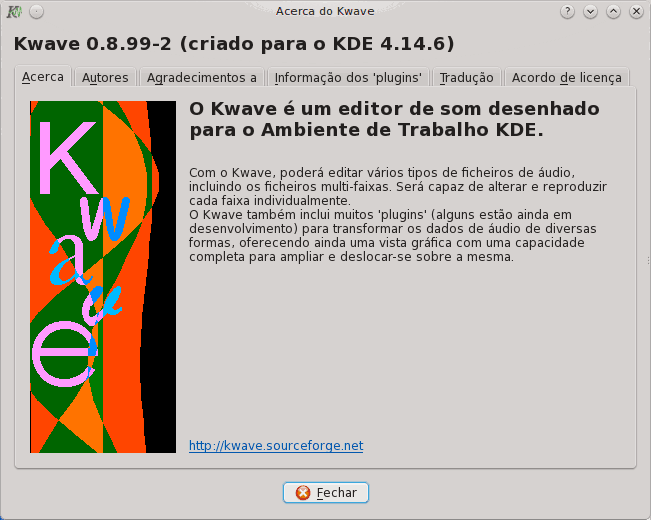 Acerca do Kwave
Kwave 0.8.99-2 (criado para o KDE 4.14.6)
Acerca Autores Agradecimentos a Informação dos 'plugins' Tradução Acordo de licença
Kwave
O Kwave é um editor de som desenhado
para o Ambiente de Trabalho KDE.
Com o Kwave, poderá editar vários tipos de ficheiros de áudio,
incluindo os ficheiros multi-faixas. Será capaz de alterar e reproduzir
cada faixa individualmente.
O Kwave também inclui muitos 'plugins' (alguns estão ainda em
desenvolvimento) para transformar os dados de áudio de diversas
formas, oferecendo ainda uma vista gráfica com uma capacidade
completa para ampliar e deslocar-se sobre a mesma.
http://kwave.sourceforge.net
Fechar